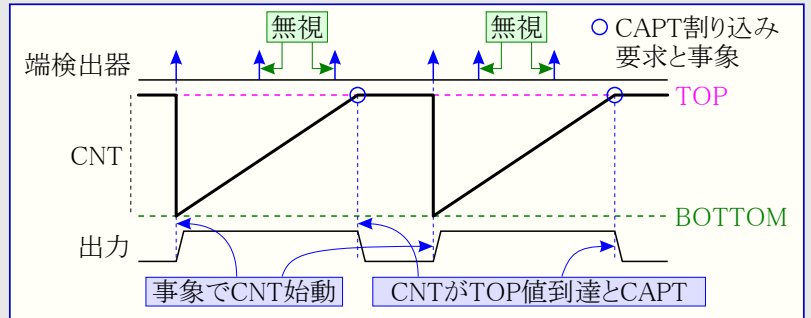 無視
無視
CAPT割り込み
要求と事象
端検出器
TOP
CNT
BOTTOM
出力
事象でCNT始動
CNTがTOP値到達とCAPT